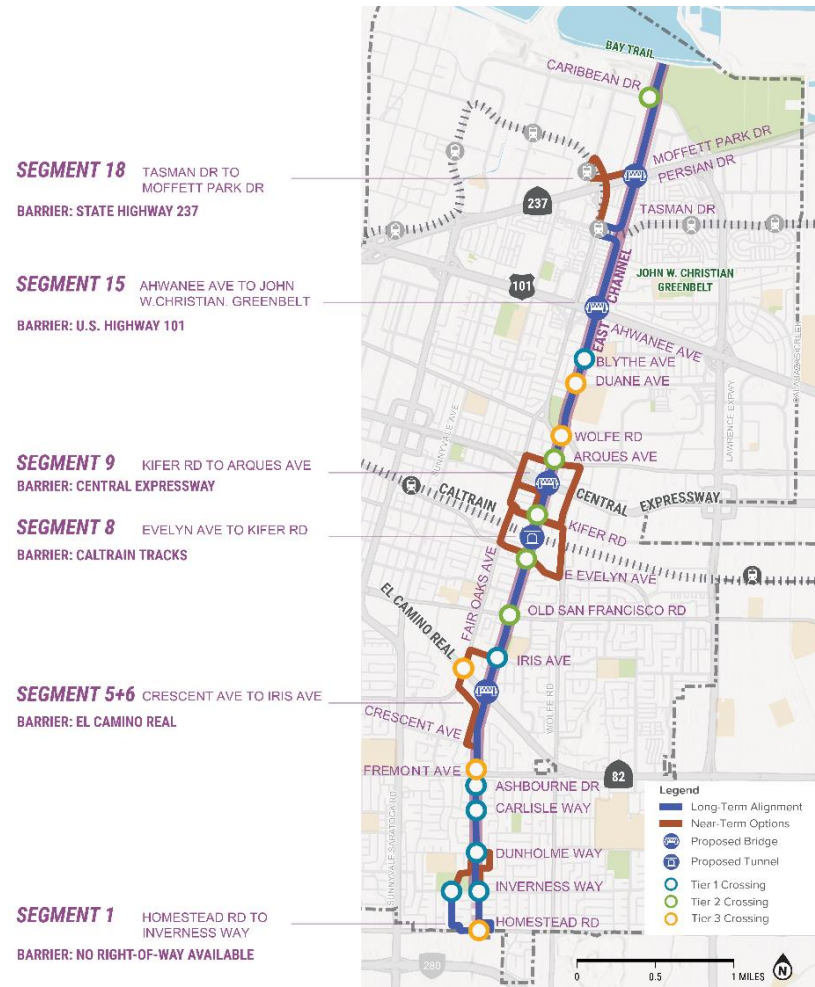 BAY TRAIL
CARIBBEAN DR
MOFFETT PARK DR
PERSIAN DR
SEGMENT 18 TASMAN DR TO
MOFFETT PARK DR
BARRIER: STATE HIGHWAY 237
237
TASMAN DR
SEGMENT 15 AHWANEE AVE TO JOHN
W.CHRISTIAN. GREENBELT
BARRIER: U.S. HIGHWAY 101
101
JOHN W. CHRISTIAN
GREENBELT
EAST CHANNEL
AHWANEE AVE
BLYTHE AVE
DUANE AVE
CALABAZAS CREEK
LAWRENCE EXPWY
SUNNYVALE AVE
WOLFE RD
ARQUES AVE
SEGMENT 9 KIFER RD TO ARQUES AVE
BARRIER: CENTRAL EXPRESSWAY
CENTRAL EXPRESSWAY
CALTRAIN
SEGMENT 8 EVELYN AVE TO KIFER RD
BARRIER: CALTRAIN TRACKS
KIFER RD
E EVELYN AVE
FAIR OAKS AVE
OLD SAN FRANCISCO RD
EL CAMINO REAL
IRIS AVE
SEGMENT 5+6 CRESCENT AVE TO IRIS AVE
BARRIER: EL CAMINO REAL
WOLFE RD
CRESCENT AVE
FREMONT AVE
82
ASHBOURNE DR
CARLISLE WAY
SUNNYVALE SARATOGA RD
DUNHOLME WAY
INVERNESS WAY
SEGMENT 1 HOMESTEAD RD TO
INVERNESS WAY
BARRIER: NO RIGHT-OF-WAY AVAILABLE
HOMESTEAD RD
280
Legend
Long-Term Alignment
Near-Term Options
Proposed Bridge
Proposed Tunnel
Tier 1 Crossing
Tier 2 Crossing
Tier 3 Crossing
0 0.5 1 MILES
N